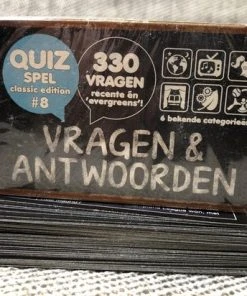 QUIZ
SPEL
classic edition
#8
330
VRAGEN
recente én
'evergreens'!
6 bekende categorieën
VRAGEN &
ANTWOORDEN